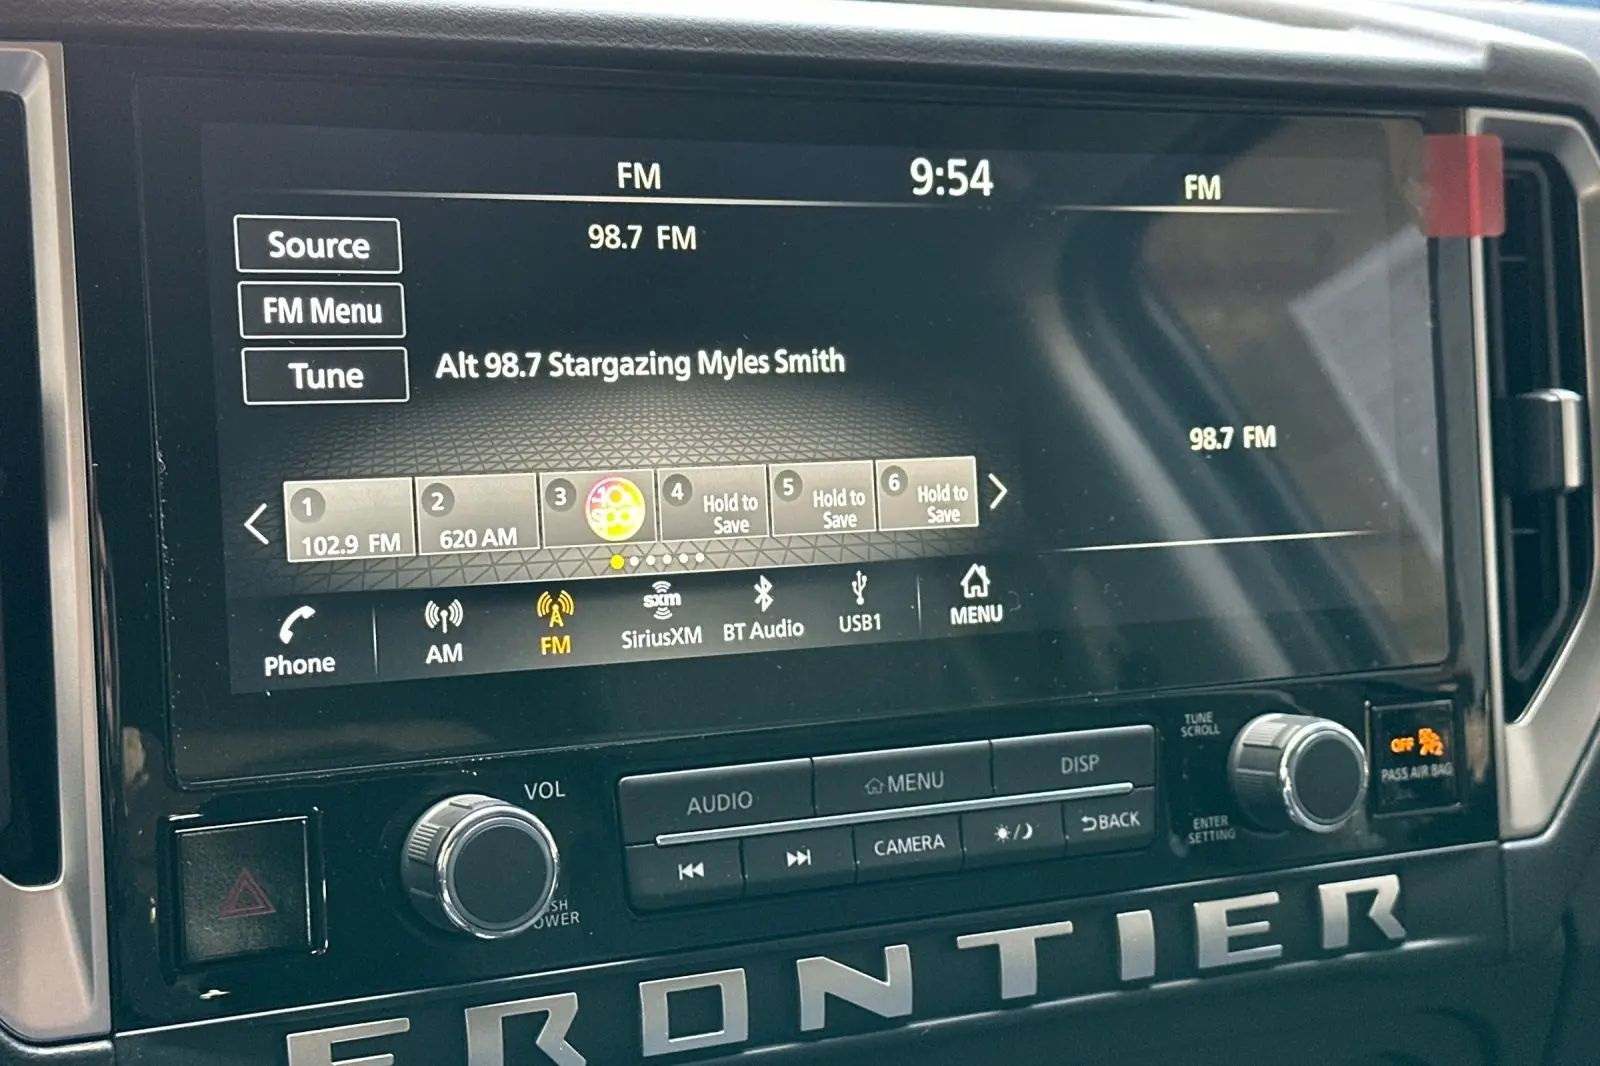 FM
9:54
FM
Source
98.7 FM
FM Menu
Tune
Alt 98.7 Stargazing Myles Smith
98.7 FM
1
102.9 FM
2
620 AM
3
4
Hold to
Save
5
Hold to
Save
6
Hold to
Save
Phone
AM
FM
sxm
SiriusXM
BT Audio
USB1
MENU
VOL
AUDIO
MENU
DISP
CAMERA
BACK
TUNE
SCROLL
ENTER
SETTING
OFF
PASS AIR BAG
FRONTIER